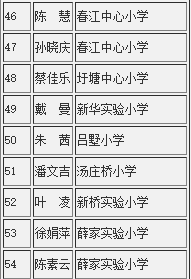 46 陈　慧 春江中心小学
47 孙晓庆 春江中心小学
48 蔡佳乐 圩塘中心小学
49 戴　曼 新华实验小学
50 朱　茜 吕墅小学
51 潘文吉 汤庄桥小学
52 叶　凌 新桥实验小学
53 徐娟萍 薛家实验小学
54 陈素云 薛家实验小学